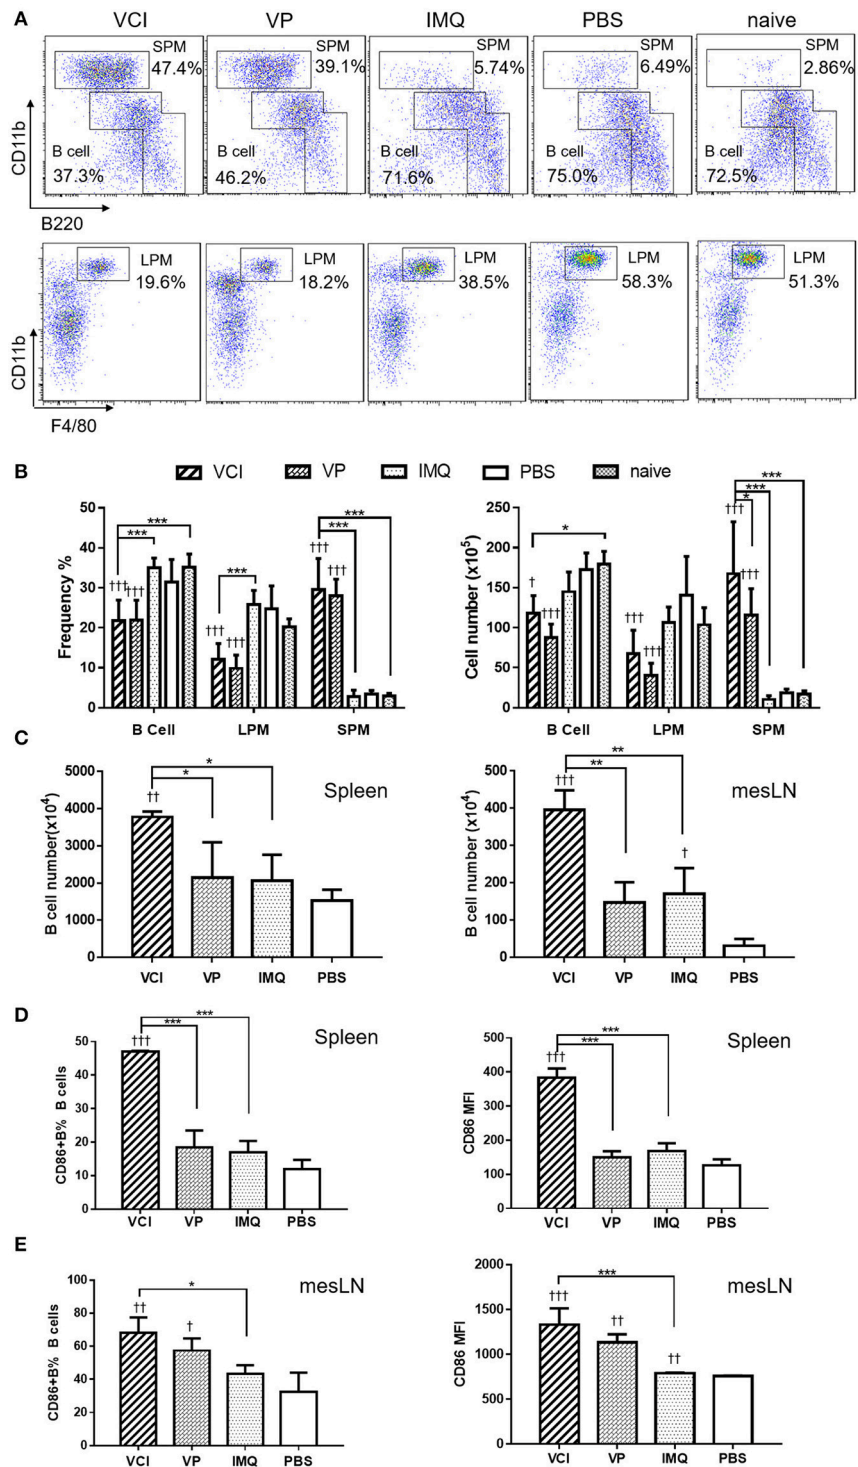 A
VCI VP IMQ PBS naive
SPM 47.4%
SPM 39.1%
SPM 5.74%
SPM 6.49%
SPM 2.86%
B cell 37.3%
B cell 46.2%
B cell 71.6%
B cell 75.0%
B cell 72.5%
CD11b
B220
LPM 19.6%
LPM 18.2%
LPM 38.5%
LPM 58.3%
LPM 51.3%
CD11b
F4/80
B
VCI VP IMQ PBS naive
Frequency %
50
40
30
20
10
0
††† ††† *** ***
††† ††† ***
††† ††† *** ***
B Cell LPM SPM
Cell number (x10⁵)
250
200
150
100
50
0
† ††† *
††† †††
††† ††† * *** ***
B Cell LPM SPM
C
Spleen
B cell number(x10⁴)
5000
4000
3000
2000
1000
0
†† * *
VCI VP IMQ PBS
mesLN
B cell number (x10⁴)
500
400
300
200
100
0
††† ** ** †
VCI VP IMQ PBS
D
Spleen
CD86+B% B cells
50
40
30
20
10
0
††† *** ***
VCI VP IMQ PBS
Spleen
CD86 MFI
500
400
300
200
100
0
††† *** ***
VCI VP IMQ PBS
E
mesLN
CD86+B% B cells
100
80
60
40
20
0
†† † *
VCI VP IMQ PBS
mesLN
CD86 MFI
2000
1500
1000
500
0
††† †† †† ***
VCI VP IMQ PBS